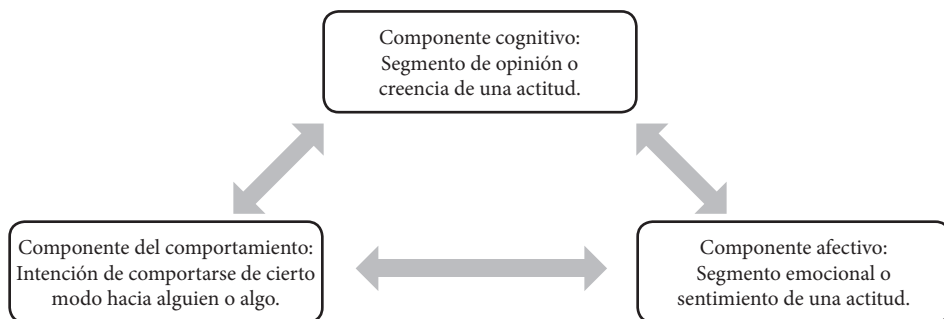 Componente cognitivo:
Segmento de opinión o
creencia de una actitud.
Componente del comportamiento:
Intención de comportarse de cierto
modo hacia alguien o algo.
Componente afectivo:
Segmento emocional o
sentimiento de una actitud.